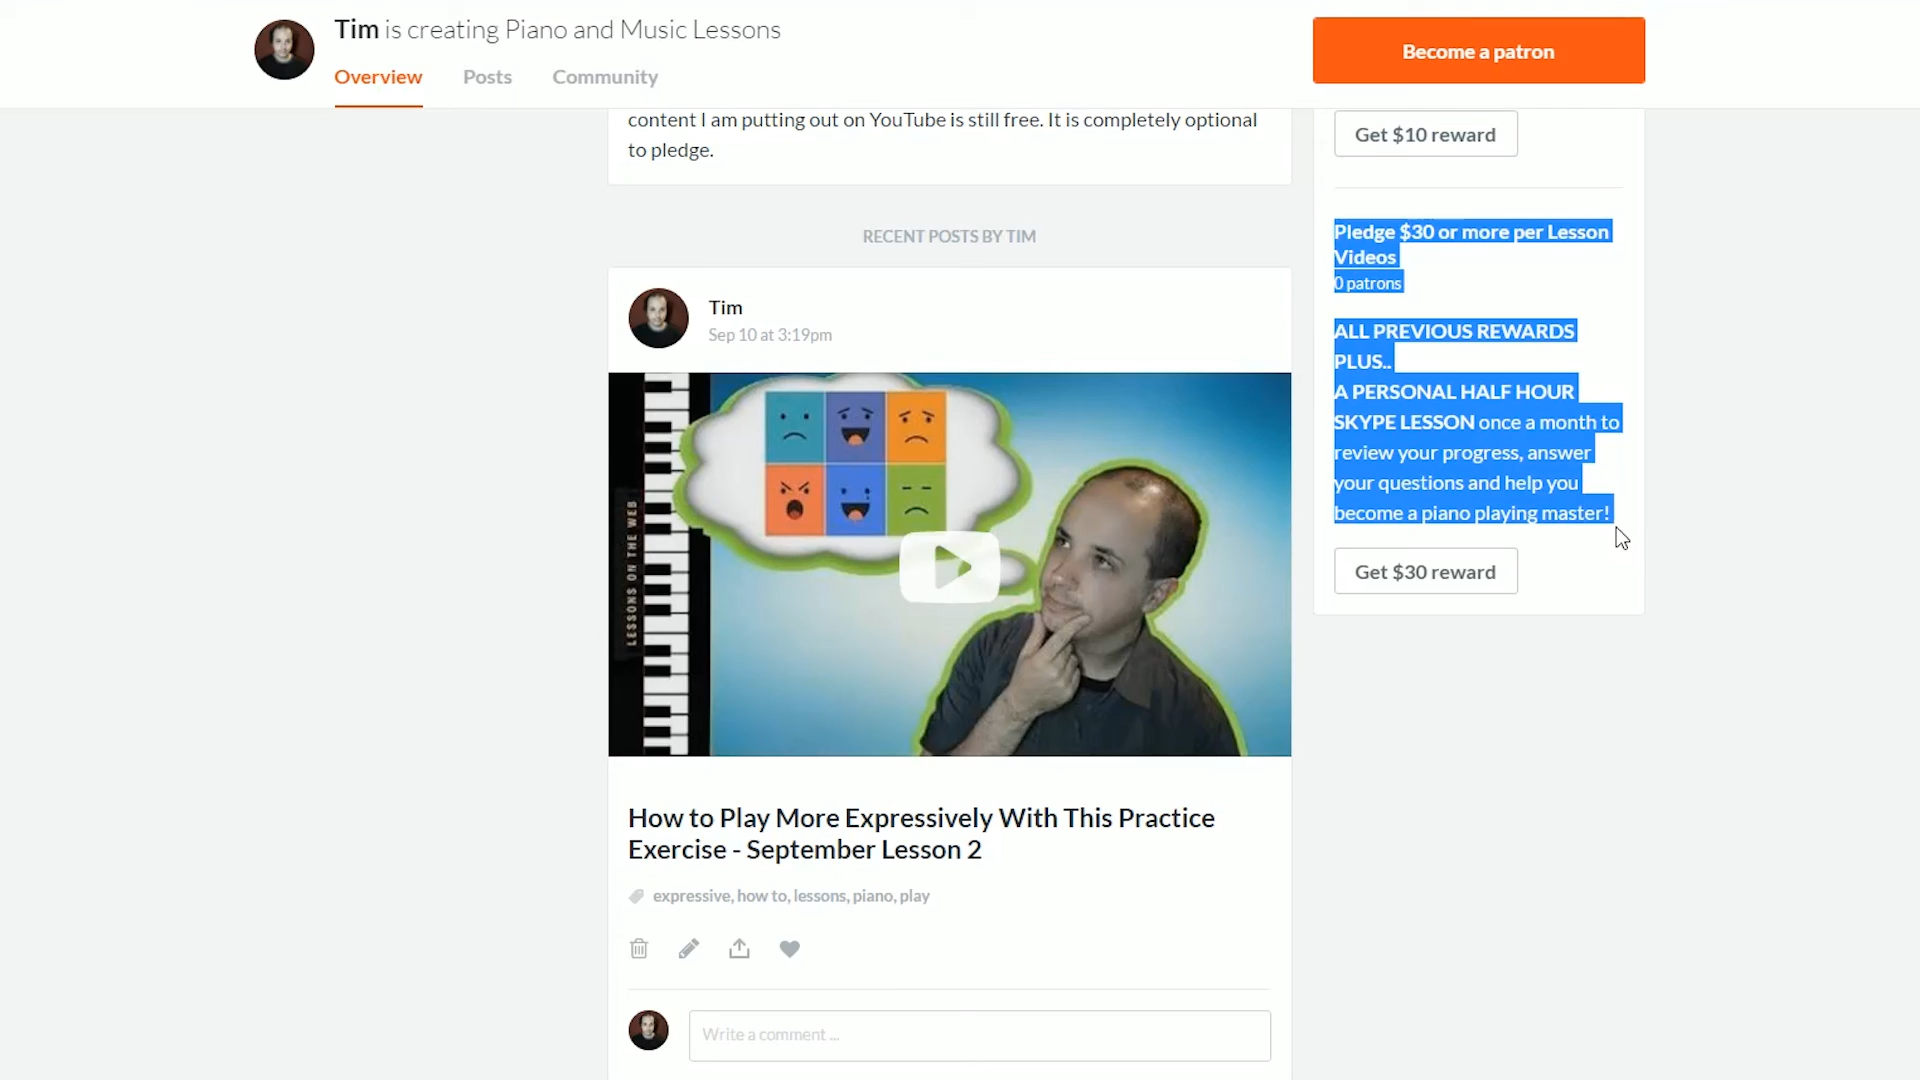 Tim is creating Piano and Music Lessons
Overview
Posts
Community
Become a patron
content I am putting out on YouTube is still free. It is completely optional
to pledge.
RECENT POSTS BY TIM
Tim
Sep 10 at 3:19pm
LESSONS ON THE WEB
How to Play More Expressively With This Practice
Exercise - September Lesson 2
expressive, how to, lessons, piano, play
Write a comment ...
Get $10 reward
Pledge $30 or more per Lesson
Videos
0 patrons
ALL PREVIOUS REWARDS
PLUS..
A PERSONAL HALF HOUR
SKYPE LESSON once a month to
review your progress, answer
your questions and help you
become a piano playing master!
Get $30 reward